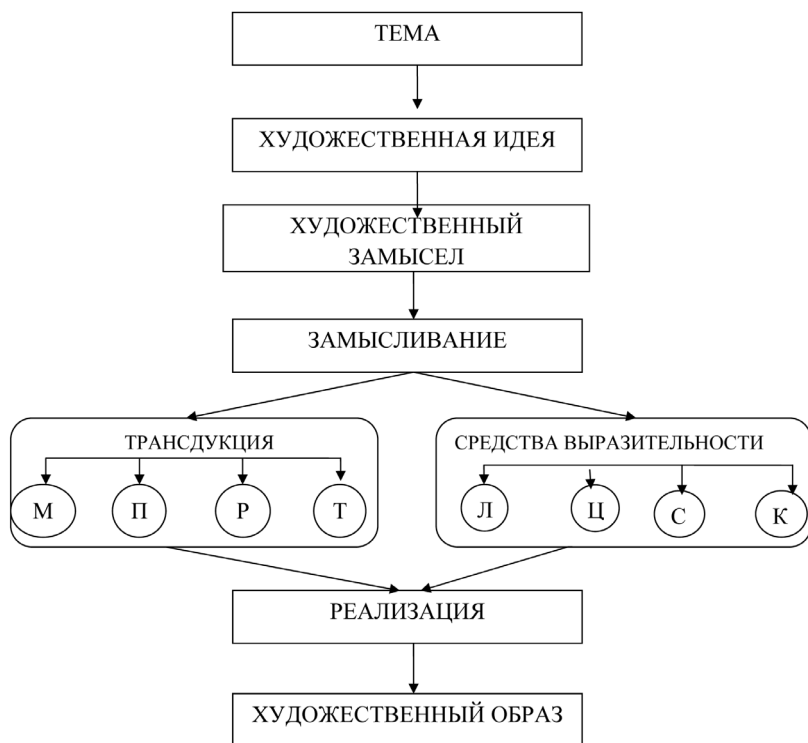 ТЕМА
ХУДОЖЕСТВЕННАЯ ИДЕЯ
ХУДОЖЕСТВЕННЫЙ
ЗАМЫСЕЛ
ЗАМЫСЛИВАНИЕ
ТРАНСДУКЦИЯ
М П Р Т
СРЕДСТВА ВЫРАЗИТЕЛЬНОСТИ
Л Ц С К
РЕАЛИЗАЦИЯ
ХУДОЖЕСТВЕННЫЙ ОБРАЗ